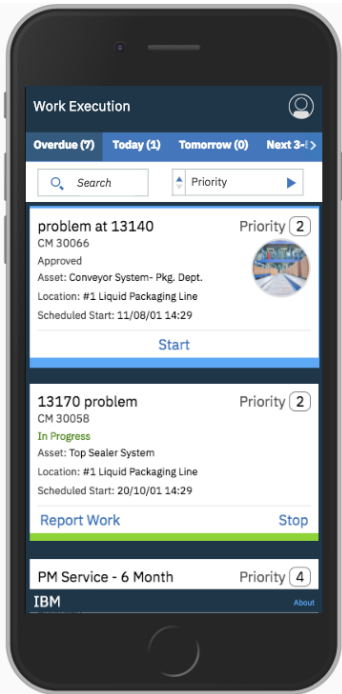 Work Execution
Overdue (7) Today (1) Tomorrow (0) Next 3-
Search Priority
problem at 13140 Priority 2
CM 30066
Approved
Asset: Conveyor System- Pkg. Dept.
Location: #1 Liquid Packaging Line
Scheduled Start: 11/08/01 14:29
Start
13170 problem Priority 2
CM 30058
In Progress
Asset: Top Sealer System
Location: #1 Liquid Packaging Line
Scheduled Start: 20/10/01 14:29
Report Work Stop
PM Service - 6 Month Priority 4
IBM About